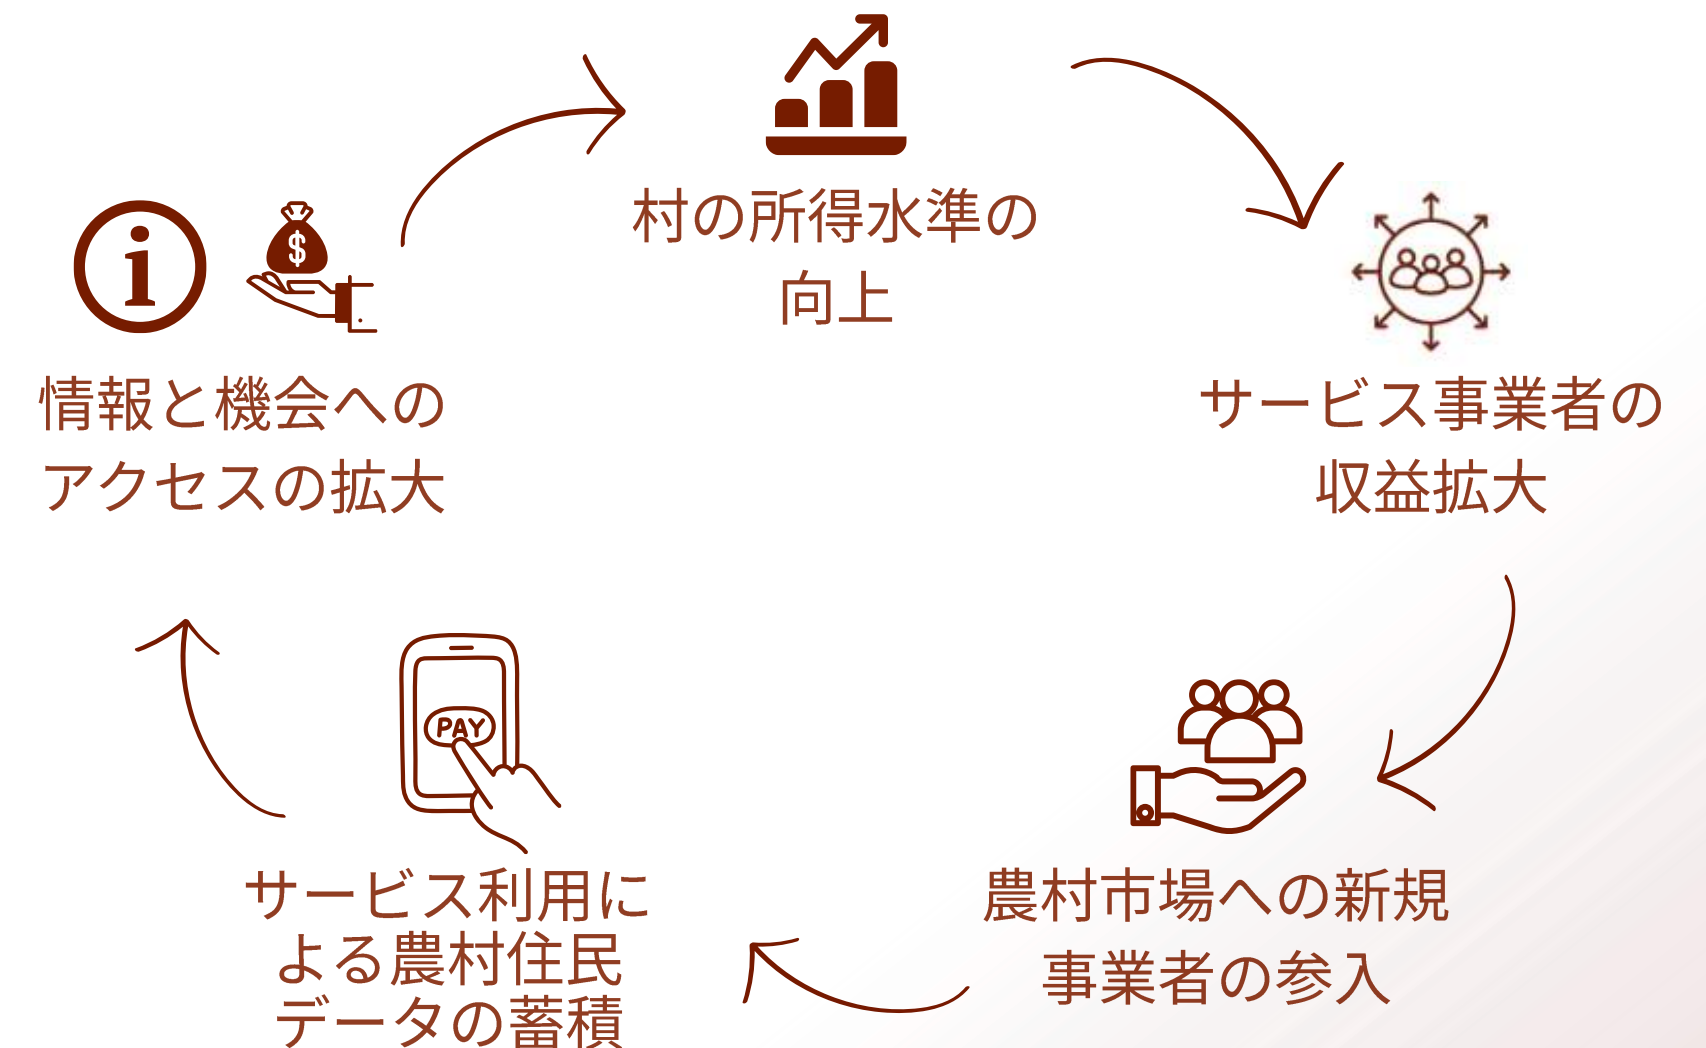 村の所得水準の
向上
$
i
情報と機会への
アクセスの拡大
サービス事業者の
収益拡大
PAY
サービス利用に
よる農村住民
データの蓄積
農村市場への新規
事業者の参入